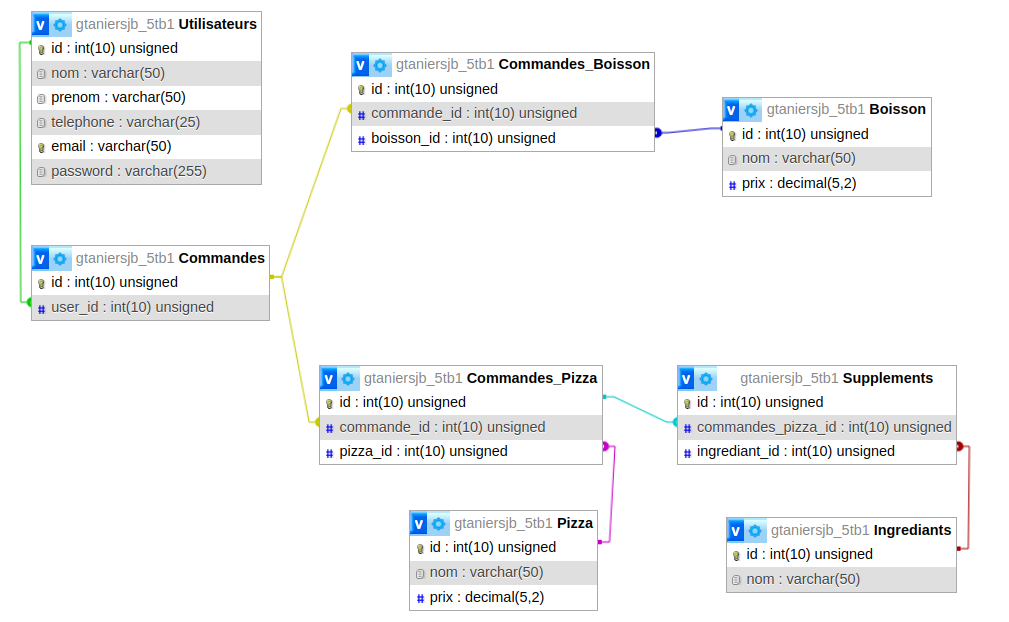 V gtaniersjb_5tb1 Utilisateurs
id : int(10) unsigned
nom : varchar(50)
prenom : varchar(50)
telephone : varchar(25)
email : varchar(50)
password : varchar(255)
V gtaniersjb_5tb1 Commandes_Boisson
id : int(10) unsigned
# commande_id : int(10) unsigned
# boisson_id : int(10) unsigned
V gtaniersjb_5tb1 Boisson
id : int(10) unsigned
nom : varchar(50)
# prix : decimal(5,2)
V gtaniersjb_5tb1 Commandes
id : int(10) unsigned
# user_id : int(10) unsigned
V gtaniersjb_5tb1 Commandes_Pizza
id : int(10) unsigned
# commande_id : int(10) unsigned
# pizza_id : int(10) unsigned
V gtaniersjb_5tb1 Supplements
id : int(10) unsigned
# commandes_pizza_id : int(10) unsigned
# ingrediant_id : int(10) unsigned
V gtaniersjb_5tb1 Pizza
id : int(10) unsigned
nom : varchar(50)
# prix : decimal(5,2)
V gtaniersjb_5tb1 Ingrediants
id : int(10) unsigned
nom : varchar(50)